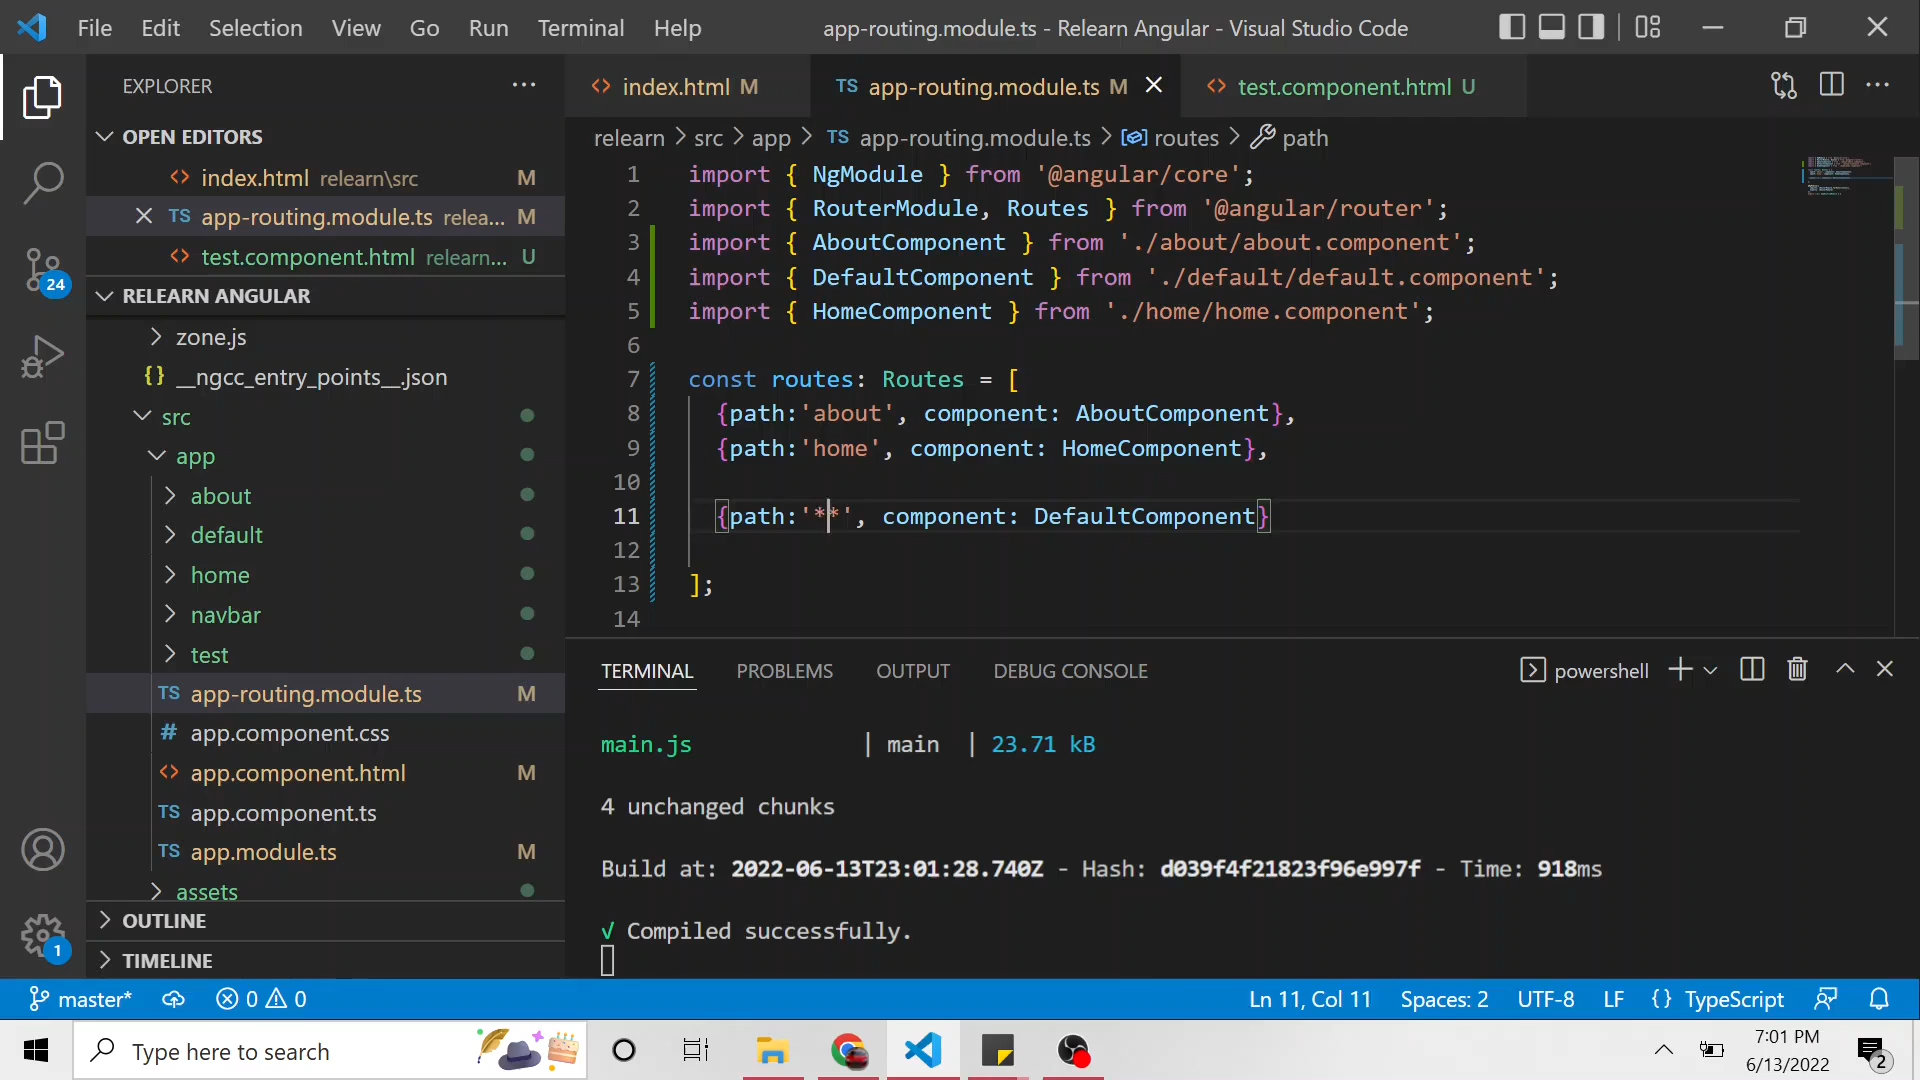 File Edit Selection View Go Run Terminal Help
app-routing.module.ts - Relearn Angular - Visual Studio Code
EXPLORER
OPEN EDITORS
index.html relearn\src M
app-routing.module.ts relea... M
test.component.html relearn... U
RELEARN ANGULAR
zone.js
{} __ngcc_entry_points__.json
src
app
about
default
home
navbar
test
TS app-routing.module.ts M
# app.component.css
app.component.html M
TS app.component.ts
TS app.module.ts M
assets
OUTLINE
TIMELINE
24
1
index.html M
TS app-routing.module.ts M
test.component.html U
relearn > src > app > TS app-routing.module.ts > routes > path
1 import { NgModule } from '@angular/core';
2 import { RouterModule, Routes } from '@angular/router';
3 import { AboutComponent } from './about/about.component';
4 import { DefaultComponent } from './default/default.component';
5 import { HomeComponent } from './home/home.component';
6
7 const routes: Routes = [
8 {path:'about', component: AboutComponent},
9 {path:'home', component: HomeComponent},
10
11 {path:'**', component: DefaultComponent}
12
13 ];
14
TERMINAL PROBLEMS OUTPUT DEBUG CONSOLE
powershell
main.js | main | 23.71 kB
4 unchanged chunks
Build at: 2022-06-13T23:01:28.740Z - Hash: d039f4f21823f96e997f - Time: 918ms
√ Compiled successfully.
master* 0 0
Ln 11, Col 11 Spaces: 2 UTF-8 LF {} TypeScript
Type here to search
7:01 PM
6/13/2022
2